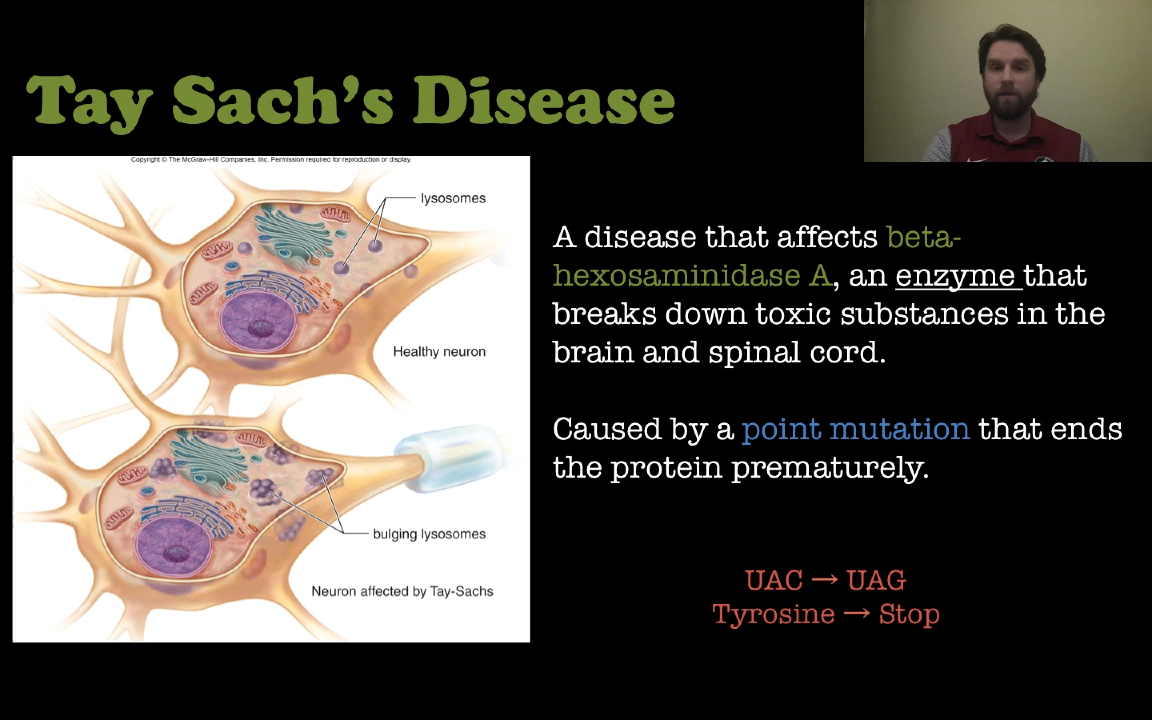 Tay Sach's Disease
Copyright © The McGraw-Hill Companies, Inc. Permission required for reproduction or display.
lysosomes
Healthy neuron
bulging lysosomes
Neuron affected by Tay-Sachs
A disease that affects beta-
hexosaminidase A, an enzyme that
breaks down toxic substances in the
brain and spinal cord.
Caused by a point mutation that ends
the protein prematurely.
UAC → UAG
Tyrosine → Stop